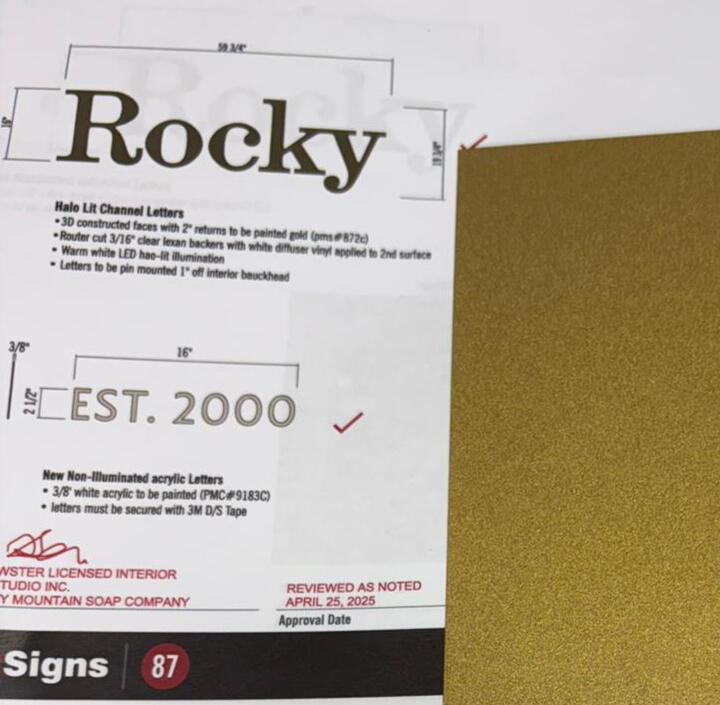 59 3/4"
Rocky
Halo Lit Channel Letters
• 3D constructed faces with 2" returns to be painted gold (pms#872c)
• Router cut 3/16" clear lexan backers with white diffuser vinyl applied to 2nd surface
• Warm white LED hao-lit illumination
• Letters to be pin mounted 1" off interior bauckhead
3/8"
16"
2 1/2"
EST. 2000
New Non-Illuminated acrylic Letters
• 3/8' white acrylic to be painted (PMC#9183C)
• letters must be secured with 3M D/S Tape
WSTER LICENSED INTERIOR
TUDIO INC.
Y MOUNTAIN SOAP COMPANY
REVIEWED AS NOTED
APRIL 25, 2025
Approval Date
Signs 87